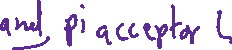 and, pi acceptor (